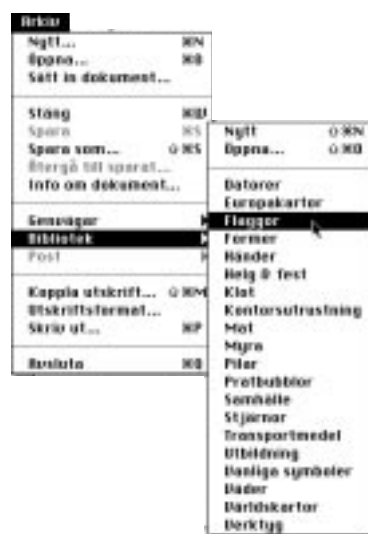 Arkiv
Nytt... ⌘N
Öppna... ⌘O
Sätt in dokument...
Stäng ⌘W
Spara ⌘S
Spara som... ⇧⌘S
Återgå till sparat...
Info om dokument...
Genvägar
Bibliotek
Post
Koppla utskrift... ⇧⌘M
Utskriftsformat...
Skriv ut... ⌘P
Avsluta ⌘Q
Nytt ⇧⌘N
Öppna... ⇧⌘O
Datorer
Europakartor
Flaggor
Former
Händer
Helg & fest
Klot
Kontorsutrustning
Mat
Myra
Pilar
Pratbubblor
Samhälle
Stjärnor
Transportmedel
Utbildning
Vanliga symboler
Väder
Världskartor
Verktyg